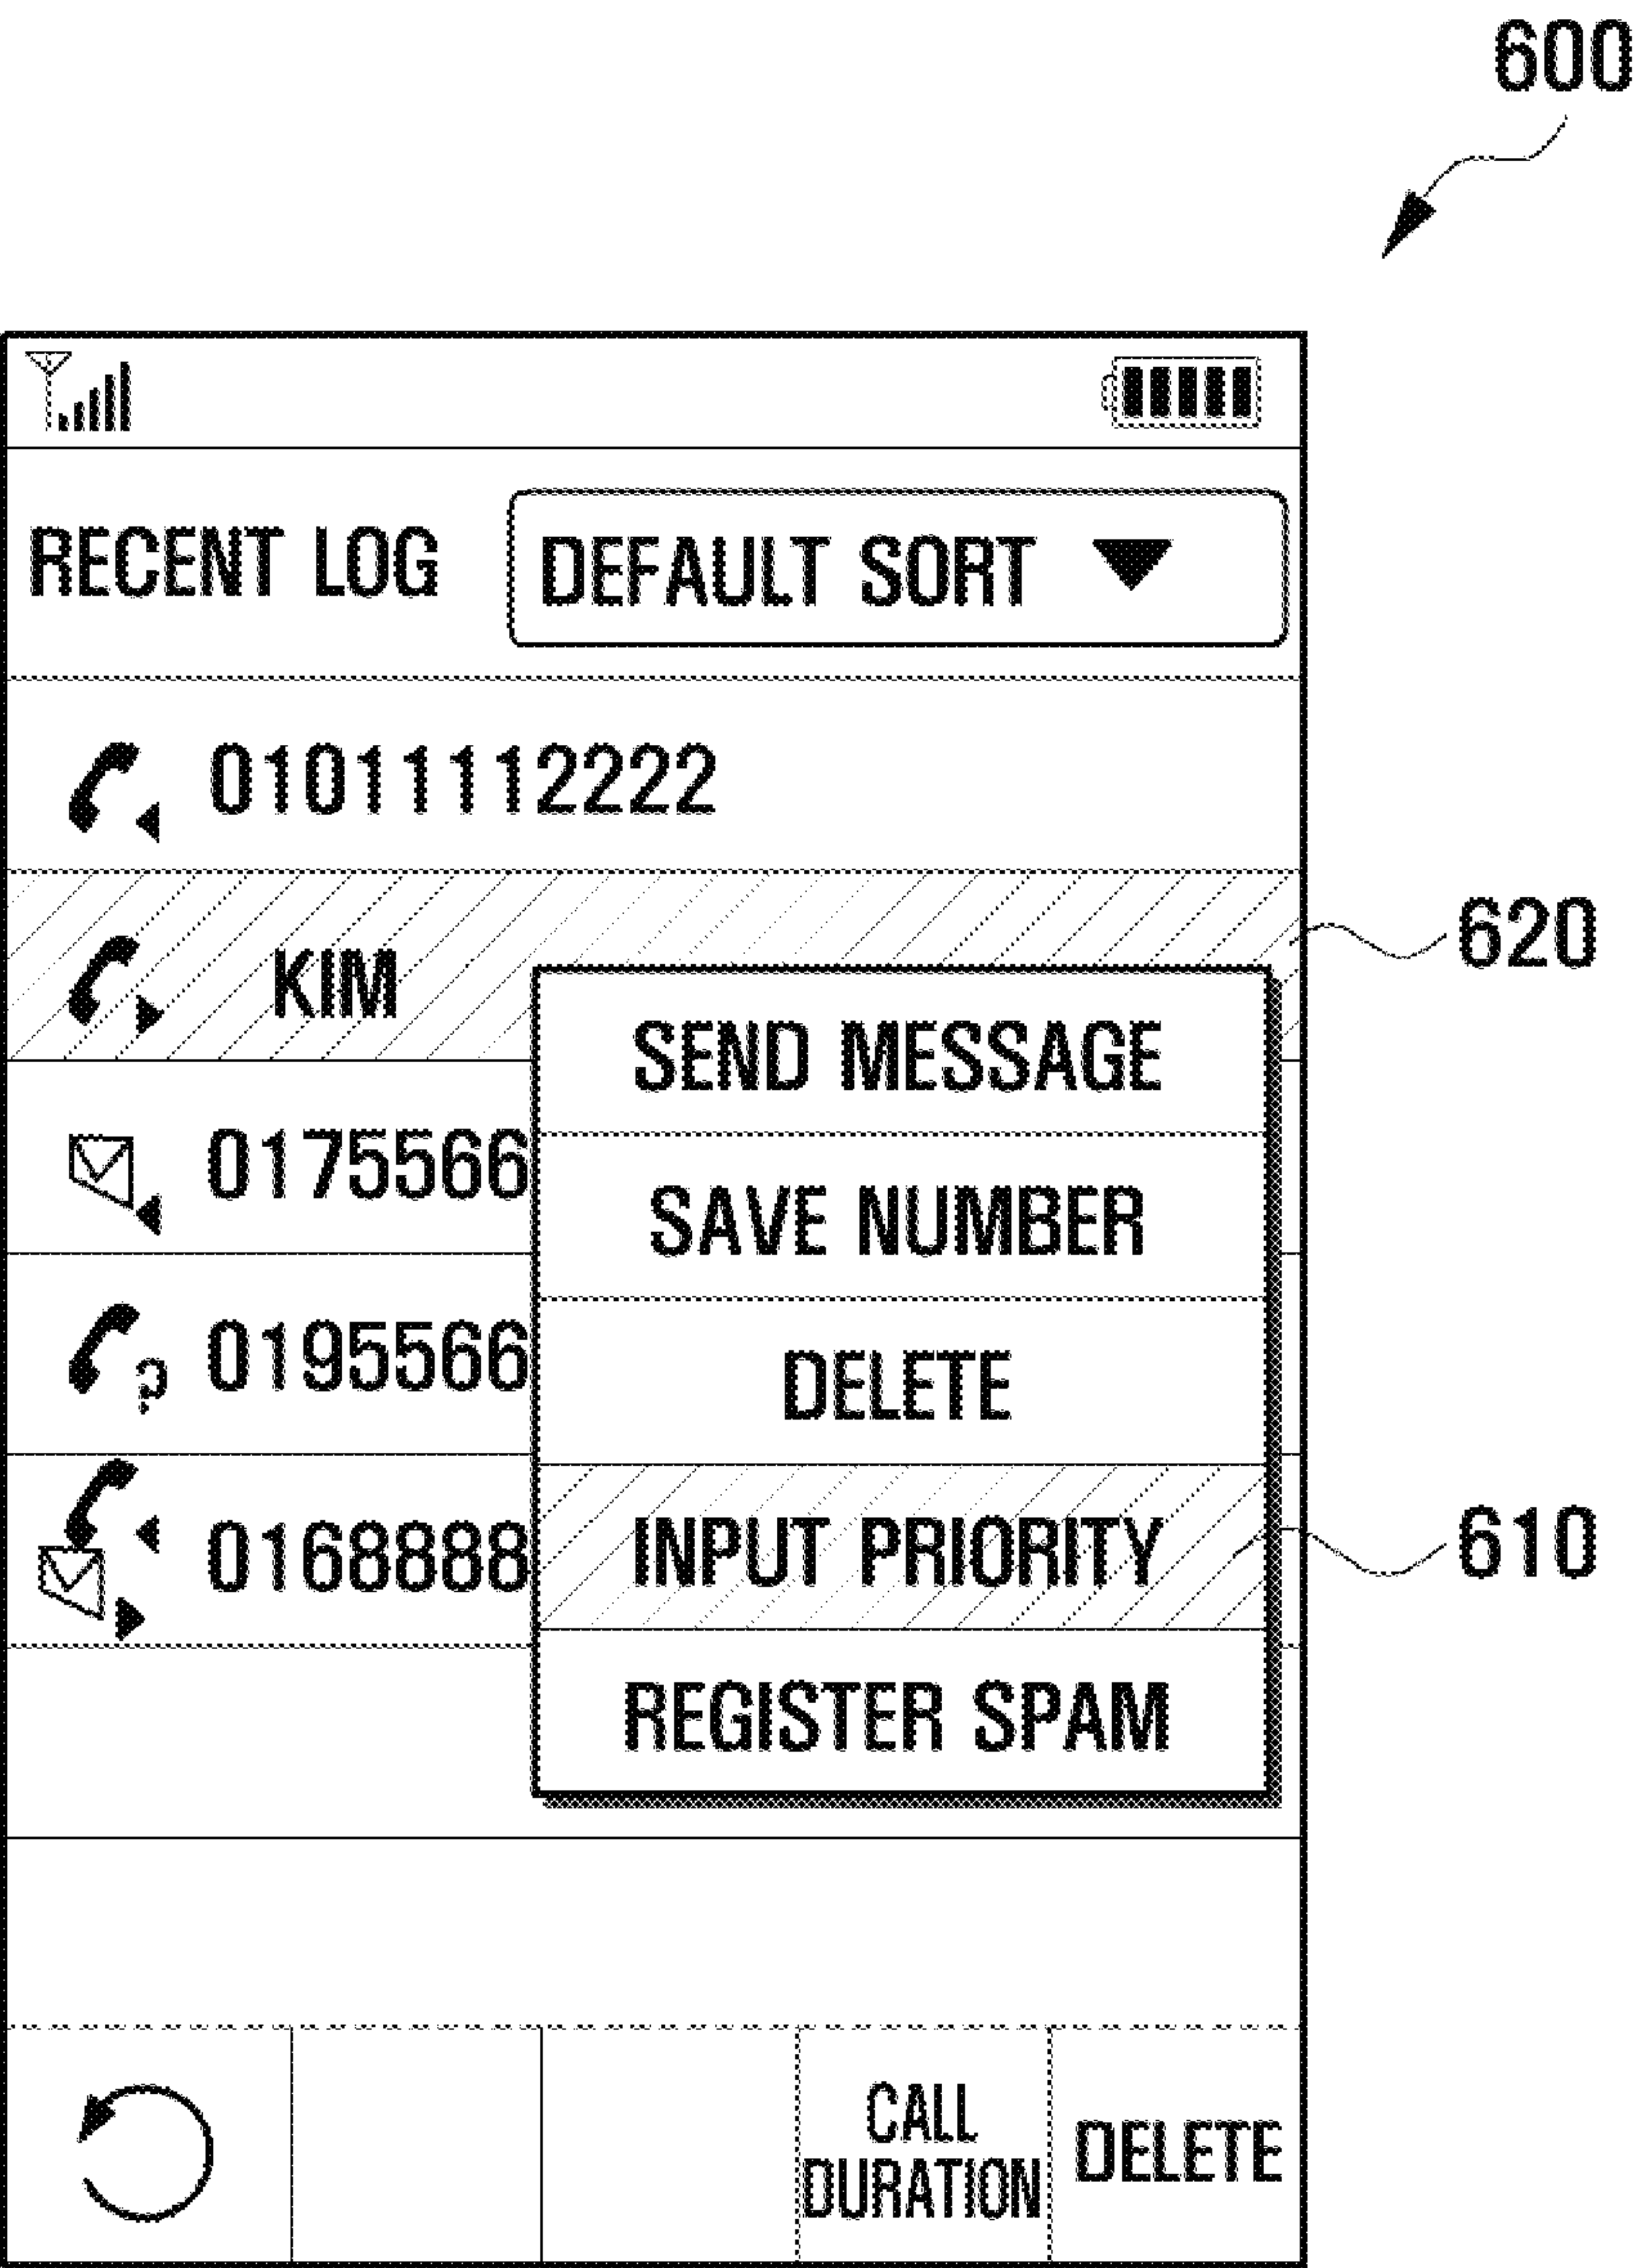 600
RECENT LOG DEFAULT SORT
01011112222
KIM
620
SEND MESSAGE
0175566
SAVE NUMBER
0195566
DELETE
0168888
INPUT PRIORITY
610
REGISTER SPAM
CALL
DURATION
DELETE